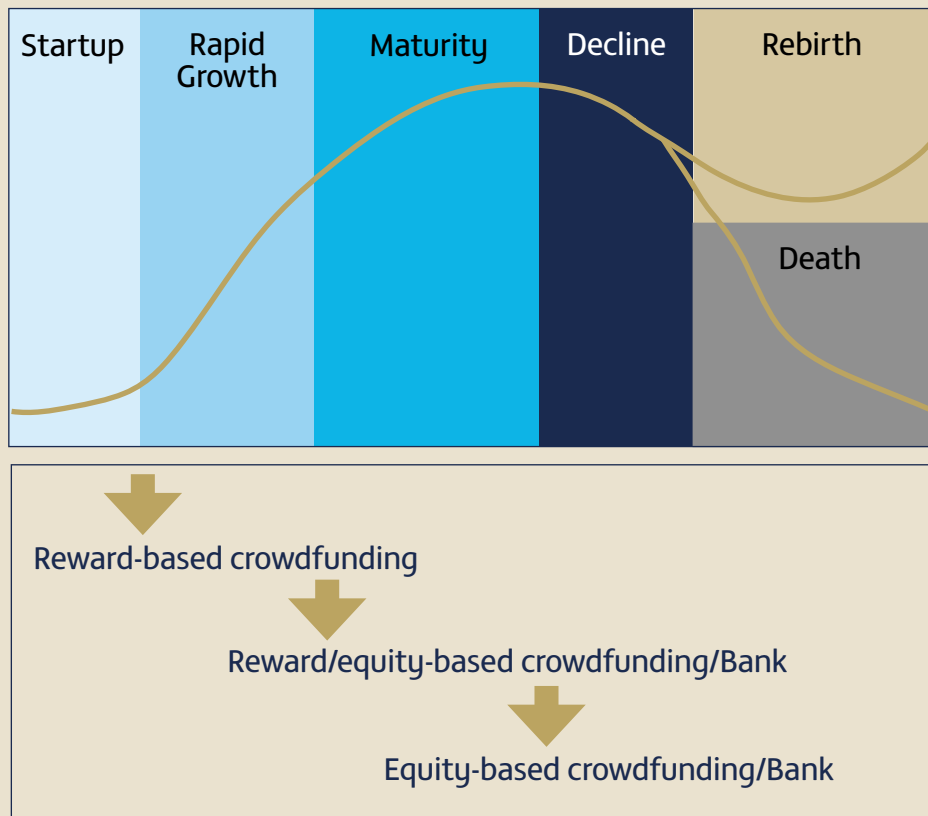 Startup
Rapid
Growth
Maturity
Decline
Rebirth
Death
Reward-based crowdfunding
Reward/equity-based crowdfunding/Bank
Equity-based crowdfunding/Bank